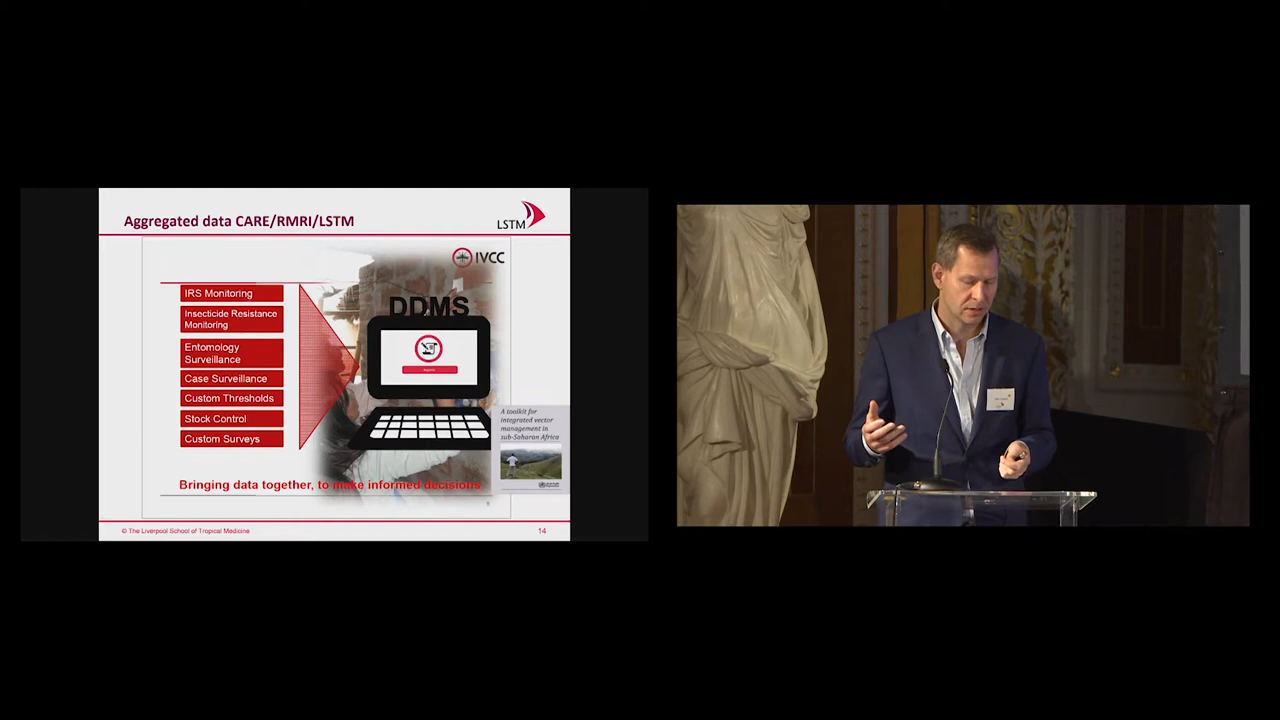 Aggregated data CARE/RMRI/LSTM
LSTM
IVCC
DDMS
IRS Monitoring
Insecticide Resistance
Monitoring
Entomology
Surveillance
Case Surveillance
Custom Thresholds
Stock Control
Custom Surveys
A toolkit for
integrated vector
management in
sub-Saharan Africa
Bringing data together, to make informed decisions
© The Liverpool School of Tropical Medicine
14